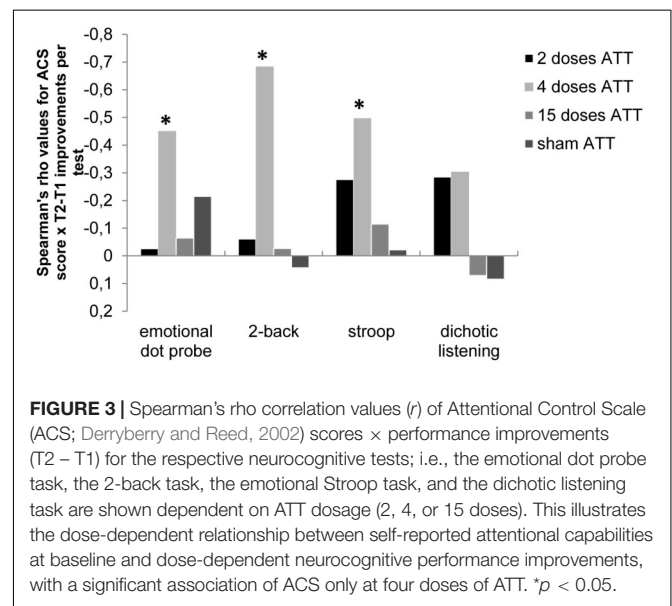 -0,8
-0,7
-0,6
-0,5
-0,4
-0,3
-0,2
-0,1
0
0,1
0,2
Spearman's rho values for ACS
score x T2-T1 improvements per
test
*
*
*
2 doses ATT
4 doses ATT
15 doses ATT
sham ATT
emotional
dot probe
2-back
stroop
dichotic
listening
FIGURE 3 | Spearman's rho correlation values (r) of Attentional Control Scale
(ACS; Derryberry and Reed, 2002) scores × performance improvements
(T2 – T1) for the respective neurocognitive tests; i.e., the emotional dot probe
task, the 2-back task, the emotional Stroop task, and the dichotic listening
task are shown dependent on ATT dosage (2, 4, or 15 doses). This illustrates
the dose-dependent relationship between self-reported attentional capabilities
at baseline and dose-dependent neurocognitive performance improvements,
with a significant association of ACS only at four doses of ATT. *p < 0.05.